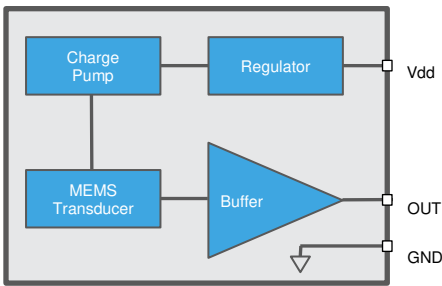 Charge
Pump
Regulator
Vdd
MEMS
Transducer
Buffer
OUT
GND